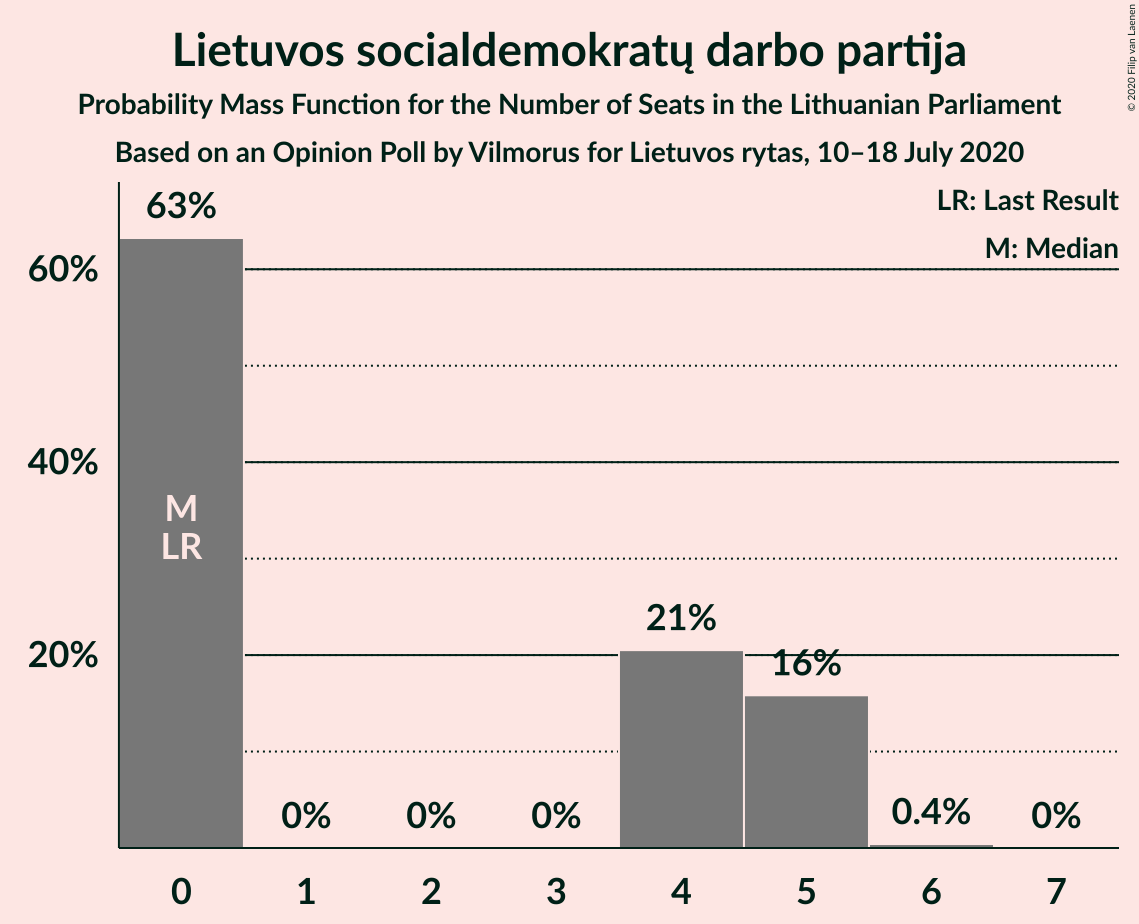 Lietuvos socialdemokratų darbo partija
Probability Mass Function for the Number of Seats in the Lithuanian Parliament
Based on an Opinion Poll by Vilmorus for Lietuvos rytas, 10–18 July 2020
© 2020 Filip van Laenen
LR: Last Result
M: Median
63%
60%
40%
20%
M
LR
0%
0%
0%
21%
16%
0.4%
0%
0 1 2 3 4 5 6 7